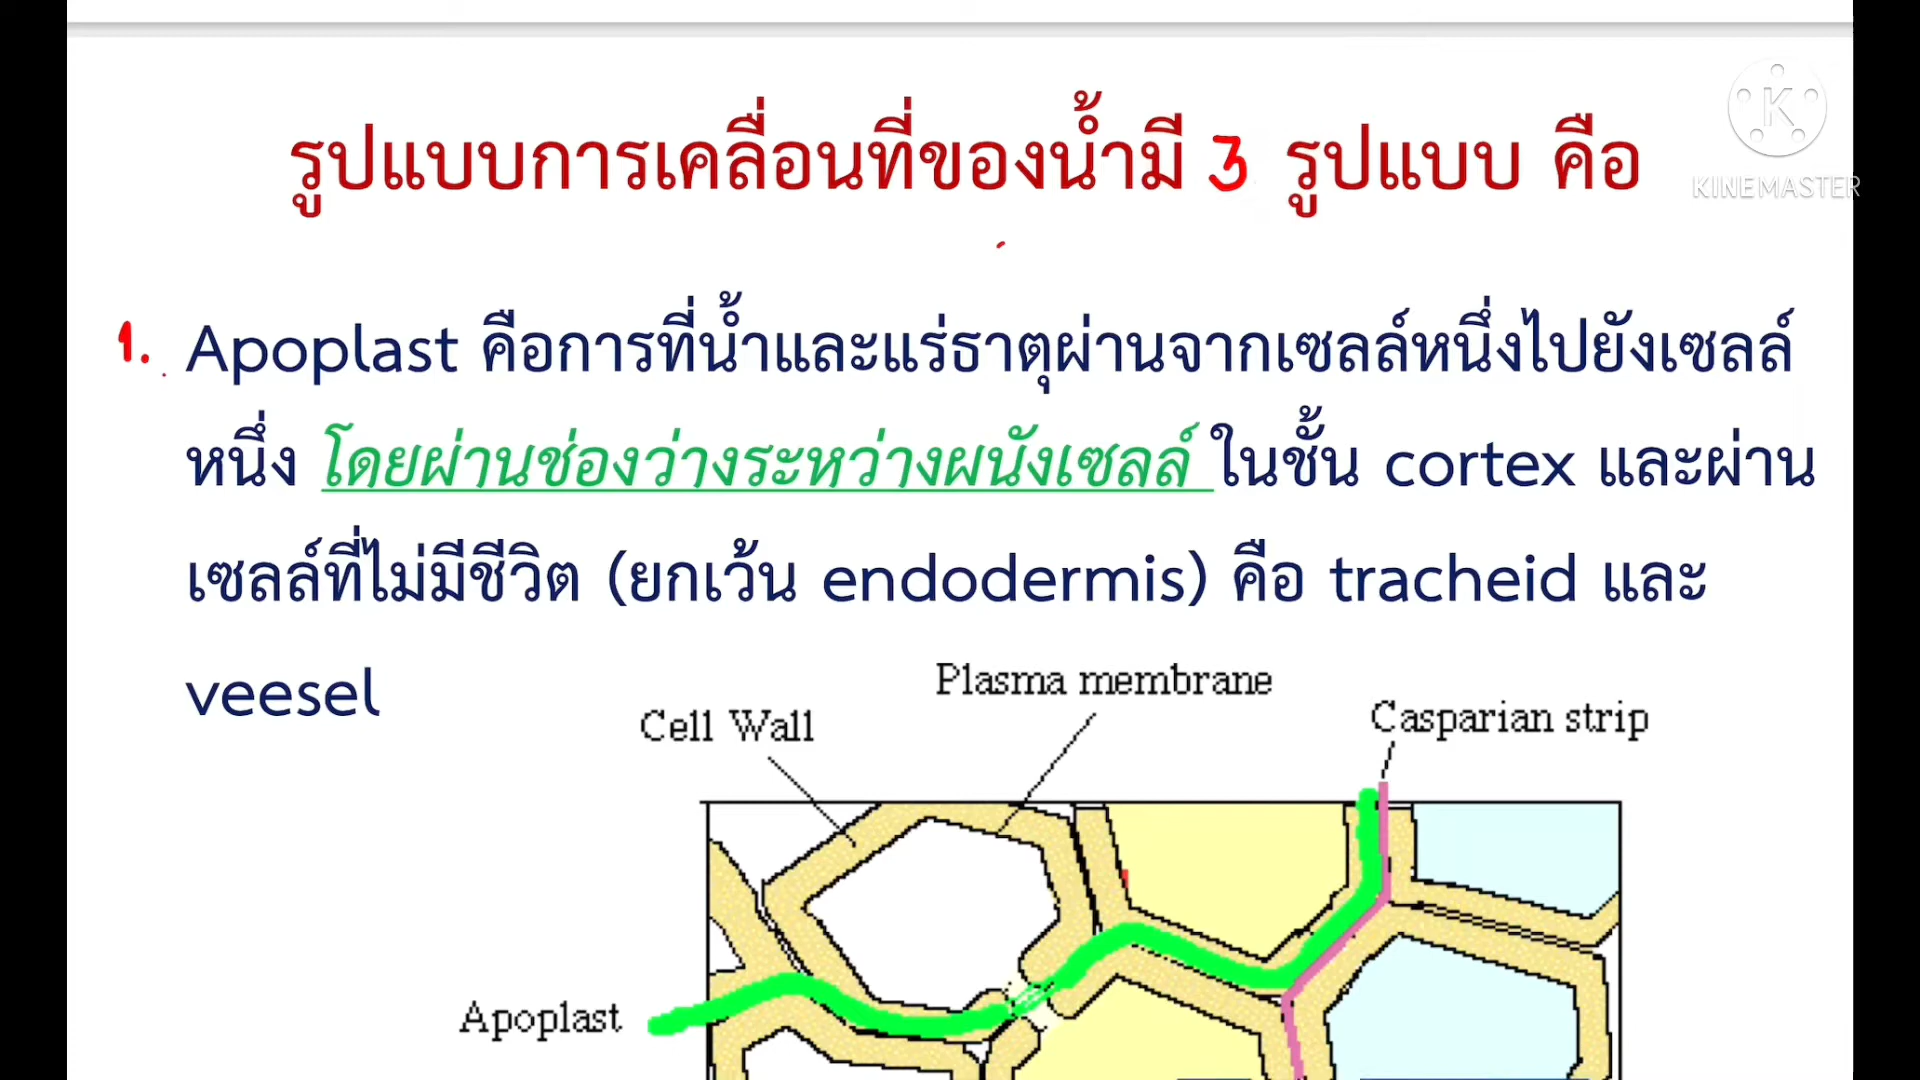 รูปแบบการเคลื่อนที่ของน้ำมี 3 รูปแบบ คือ
KINEMASTER
1. Apoplast คือการที่น้ำและแร่ธาตุผ่านจากเซลล์หนึ่งไปยังเซลล์
หนึ่ง โดยผ่านช่องว่างระหว่างผนังเซลล์ ในชั้น cortex และผ่าน
เซลล์ที่ไม่มีชีวิต (ยกเว้น endodermis) คือ tracheid และ
veesel
Plasma membrane
Cell Wall
Casparian strip
Apoplast